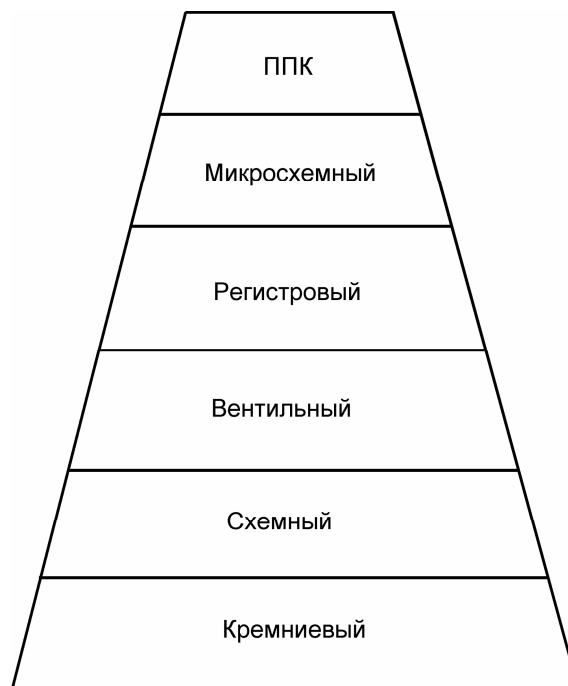 ППК
Микросхемный
Регистровый
Вентильный
Схемный
Кремниевый